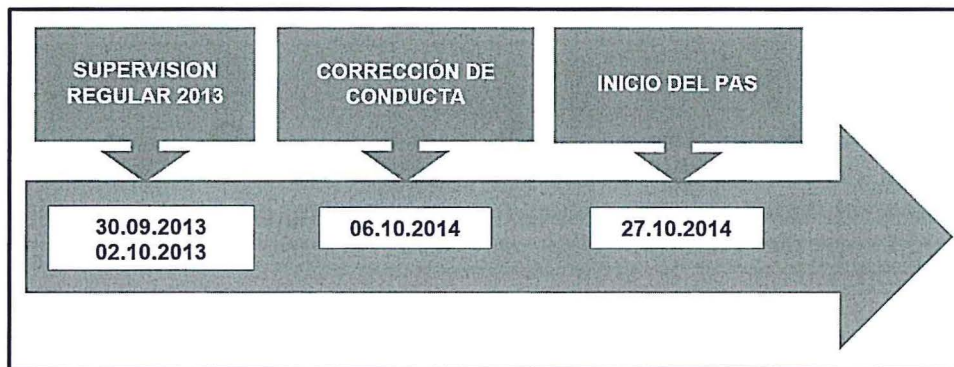 SUPERVISION
REGULAR 2013
CORRECCIÓN DE
CONDUCTA
INICIO DEL PAS
30.09.2013
02.10.2013
06.10.2014
27.10.2014